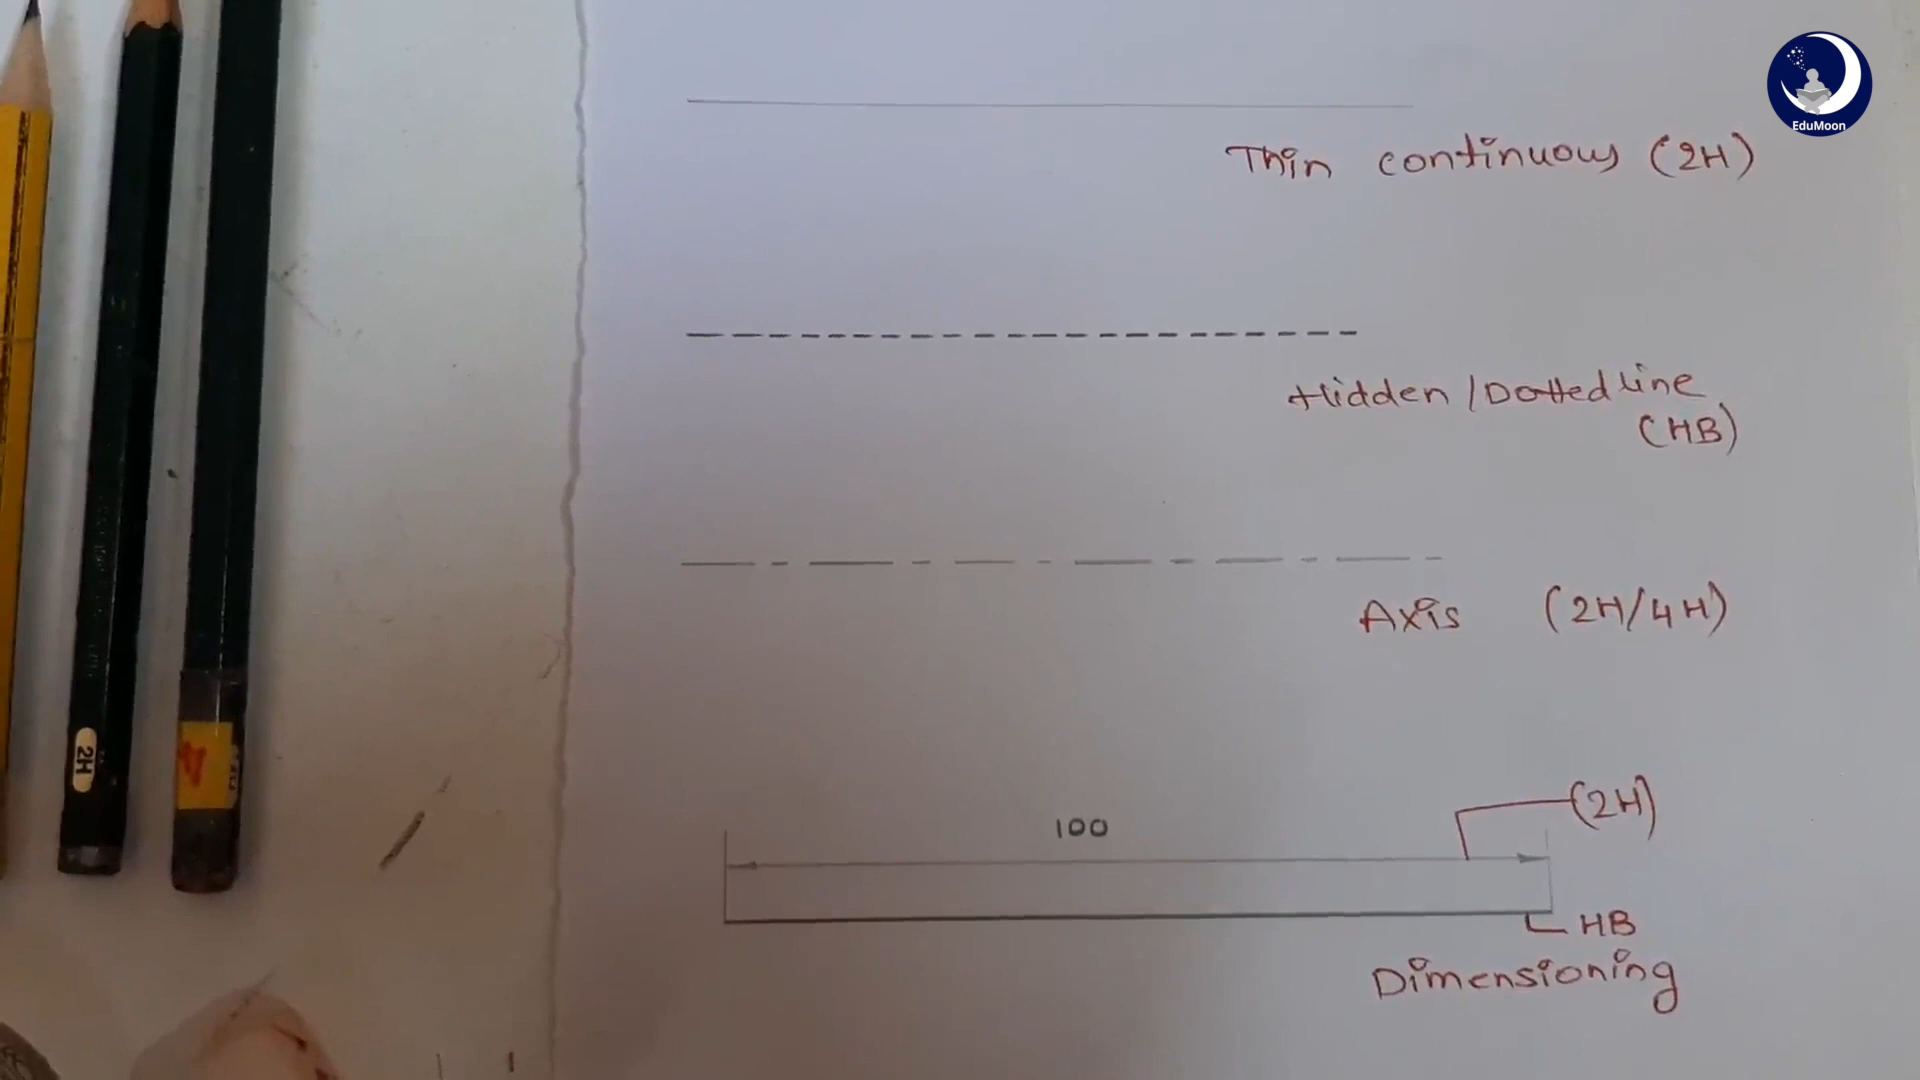 EduMoon
Thin continuous (2H)
Hidden / Dotted line
(HB)
Axis (2H/4H)
2H
(2H)
100
HB
Dimensioning